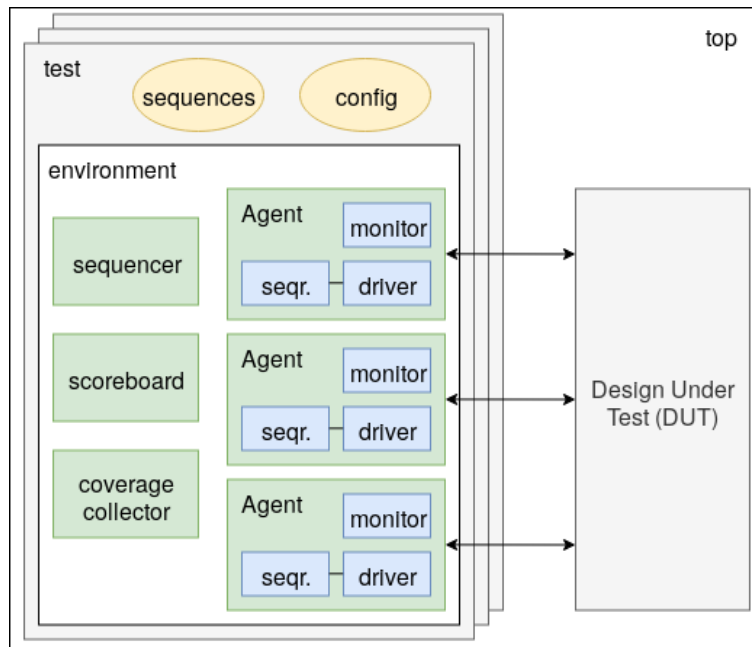 top
test
sequences
config
environment
sequencer
scoreboard
coverage
collector
Agent
monitor
seqr.
driver
Agent
monitor
seqr.
driver
Agent
monitor
seqr.
driver
Design Under
Test (DUT)